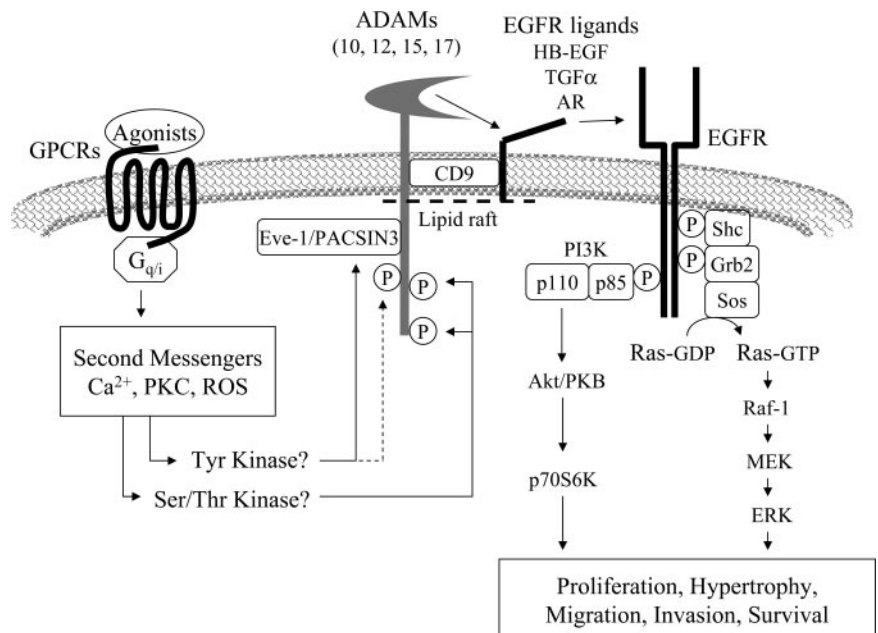 ADAMs
(10, 12, 15, 17)
EGFR ligands
HB-EGF
TGFα
AR
Agonists
GPCRs
EGFR
CD9
Lipid raft
Eve-1/PACSIN3
Gq/i
P
P
P
PI3K
p110
p85
P
P
Shc
P
Grb2
Sos
Second Messengers
Ca²⁺, PKC, ROS
Ras-GDP
Ras-GTP
Akt/PKB
Raf-1
Tyr Kinase?
MEK
p70S6K
Ser/Thr Kinase?
ERK
Proliferation, Hypertrophy,
Migration, Invasion, Survival